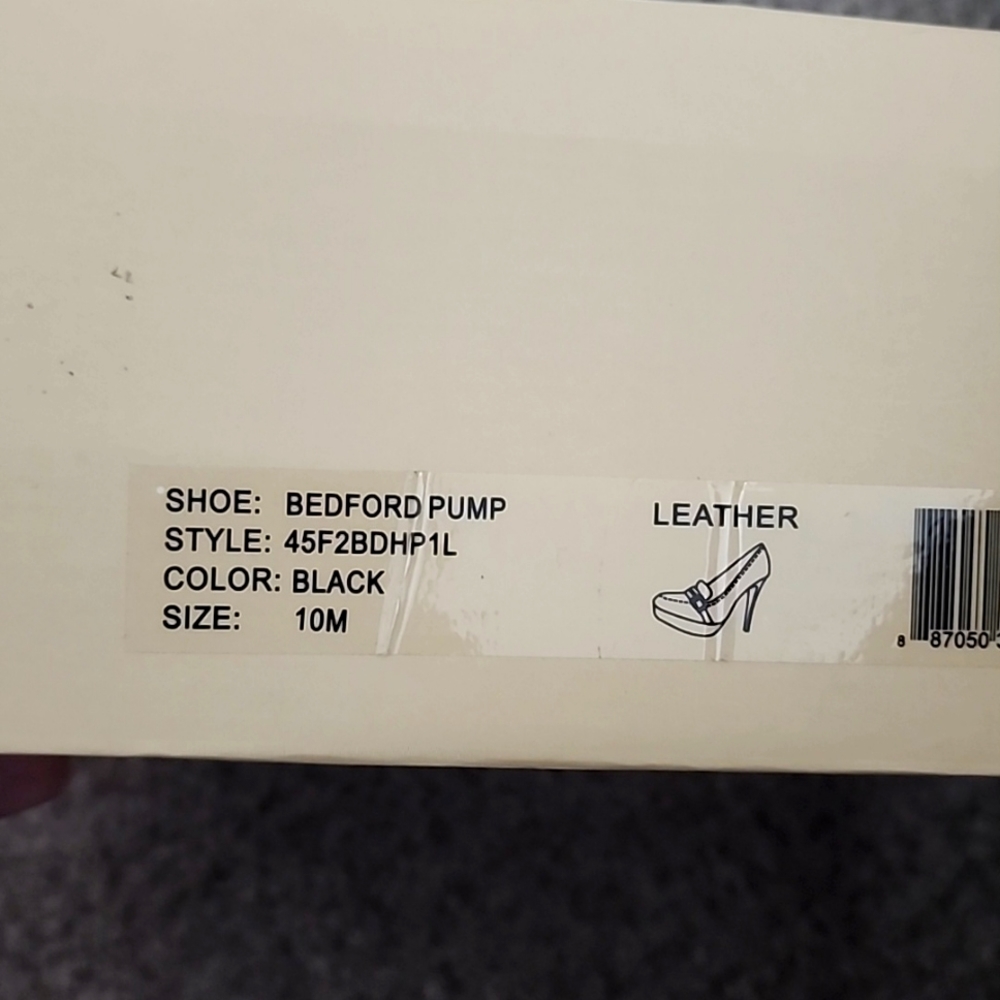 SHOE: BEDFORD PUMP
STYLE: 45F2BDHP1L
COLOR: BLACK
SIZE: 10M
LEATHER
8 87050